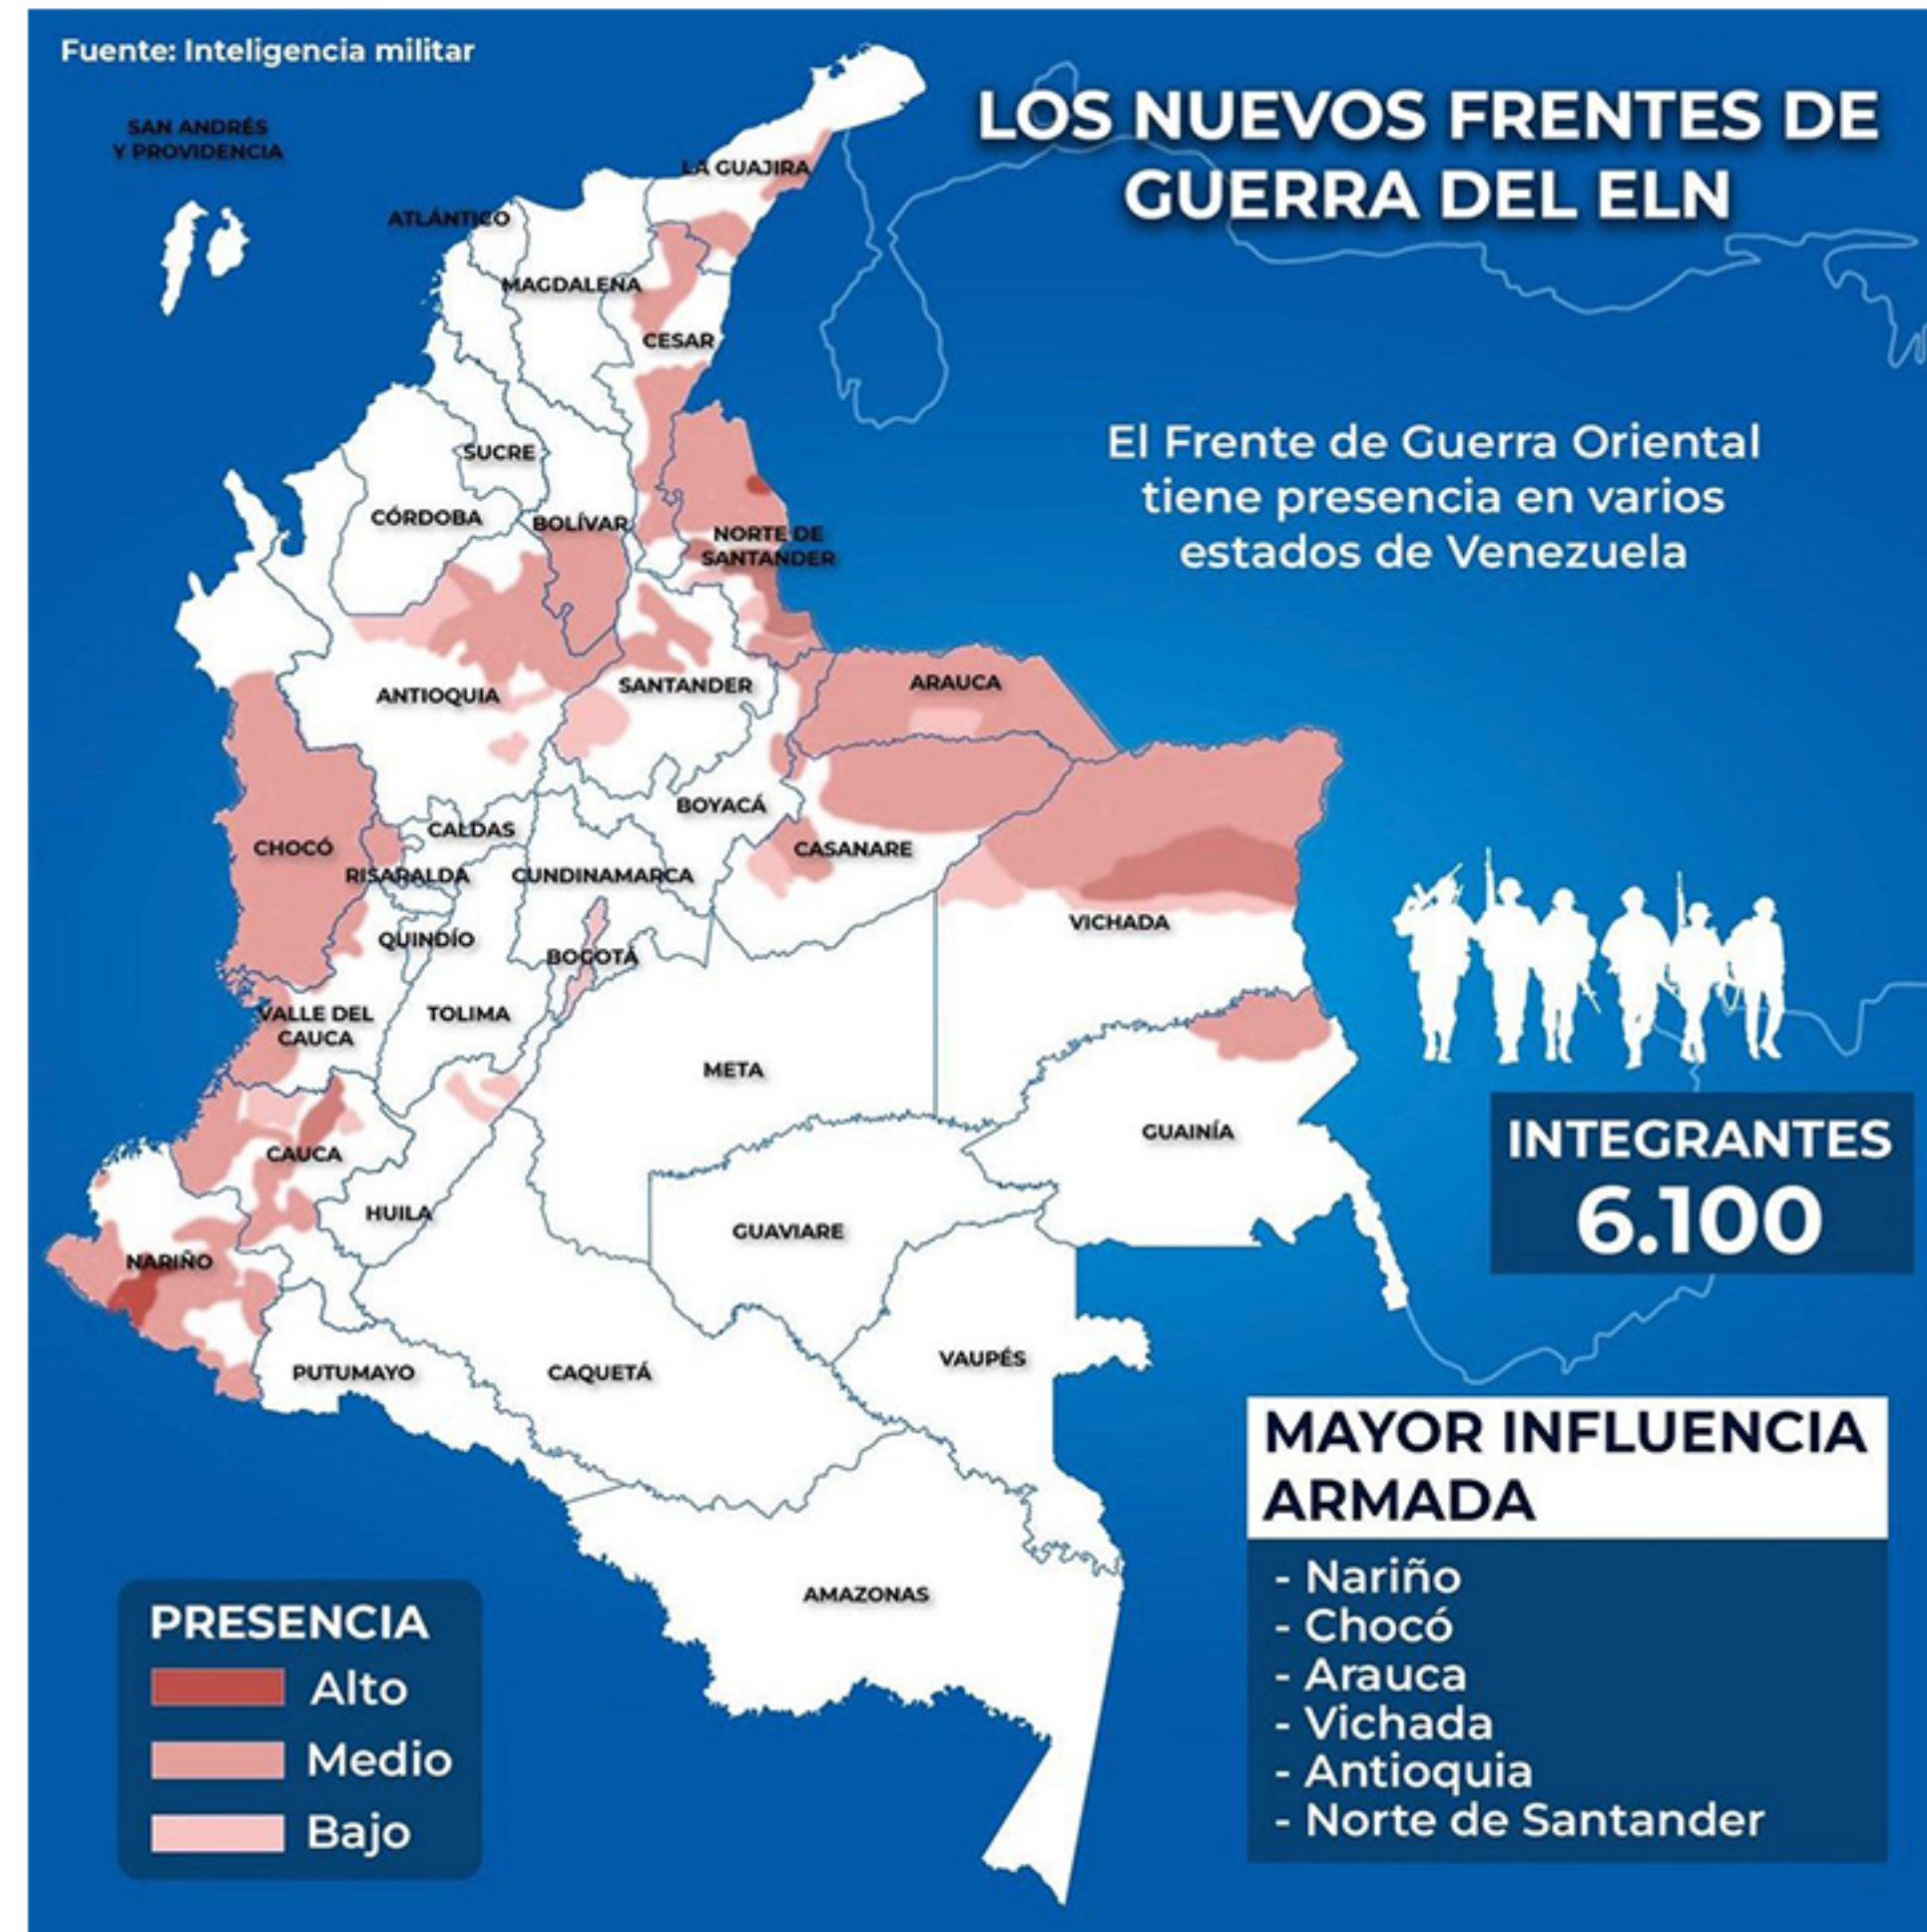 Fuente: Inteligencia militar
LOS NUEVOS FRENTES DE
GUERRA DEL ELN
El Frente de Guerra Oriental
tiene presencia en varios
estados de Venezuela
SAN ANDRÉS
Y PROVIDENCIA
LA GUAJIRA
ATLÁNTICO
MAGDALENA
CESAR
SUCRE
CÓRDOBA
BOLÍVAR
NORTE DE
SANTANDER
ANTIOQUIA
SANTANDER
ARAUCA
BOYACÁ
CHOCÓ
CALDAS
CASANARE
RISARALDA
CUNDINAMARCA
VICHADA
QUINDÍO
BOGOTÁ
VALLE DEL
CAUCA
TOLIMA
META
GUAINÍA
CAUCA
HUILA
GUAVIARE
NARIÑO
PUTUMAYO
CAQUETÁ
VAUPÉS
AMAZONAS
INTEGRANTES
6.100
MAYOR INFLUENCIA
ARMADA
- Nariño
- Chocó
- Arauca
- Vichada
- Antioquia
- Norte de Santander
PRESENCIA
Alto
Medio
Bajo